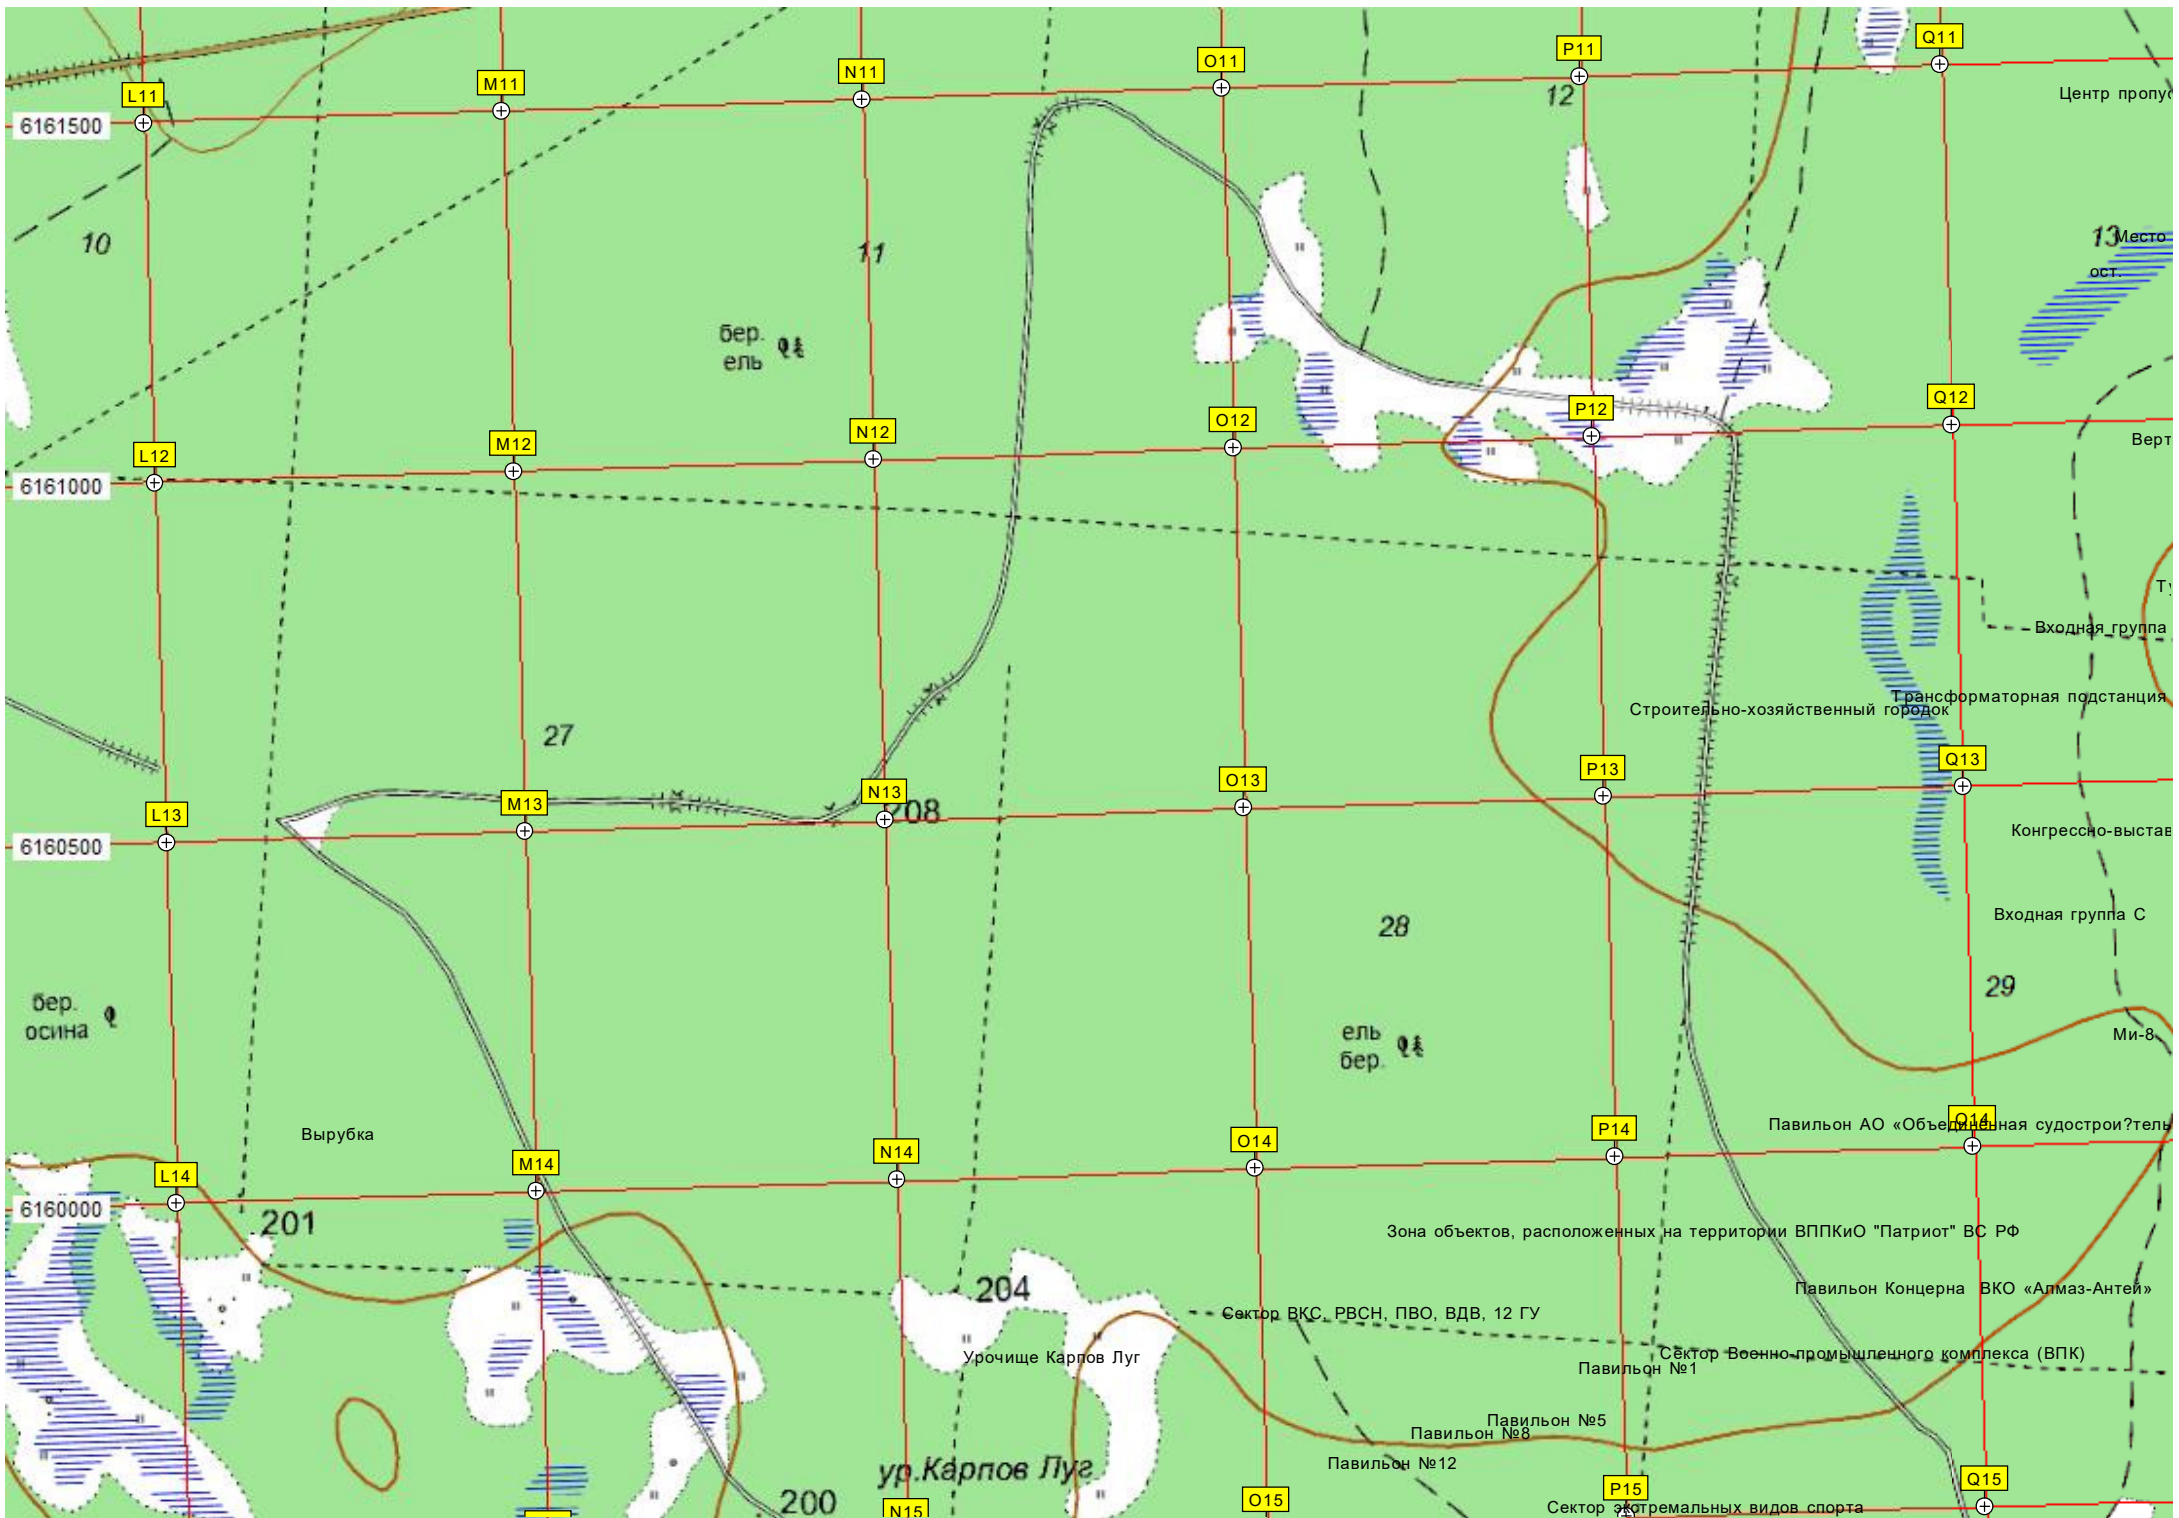 Q11
P11
O11
N11
M11
L11
12
Центр пропус
6161500
10
11
13
Место
ост.
бер.
ель
Q12
P12
O12
N12
M12
L12
Верт
6161000
Входная группа
Трансформаторная подстанция
Строительно-хозяйственный городок
27
Q13
P13
O13
N13
M13
L13
208
6160500
Конгрессно-выстав
Входная группа С
28
29
бер.
осина
ель
бер.
Ми-8
Вырубка
Q14
Павильон АО «Объединенная судострои?тель
P14
O14
N14
M14
L14
6160000
201
Зона объектов, расположенных на территории ВППКиО "Патриот" ВС РФ
204
Павильон Концерна ВКО «Алмаз-Антей»
Сектор ВКС, РВСН, ПВО, ВДВ, 12 ГУ
Урочище Карпов Луг
Сектор Военно-промышленного комплекса (ВПК)
Павильон №1
Павильон №5
Павильон №8
Павильон №12
ур.Карпов Луг
200
Q15
P15
O15
N15
Сектор экстремальных видов спорта